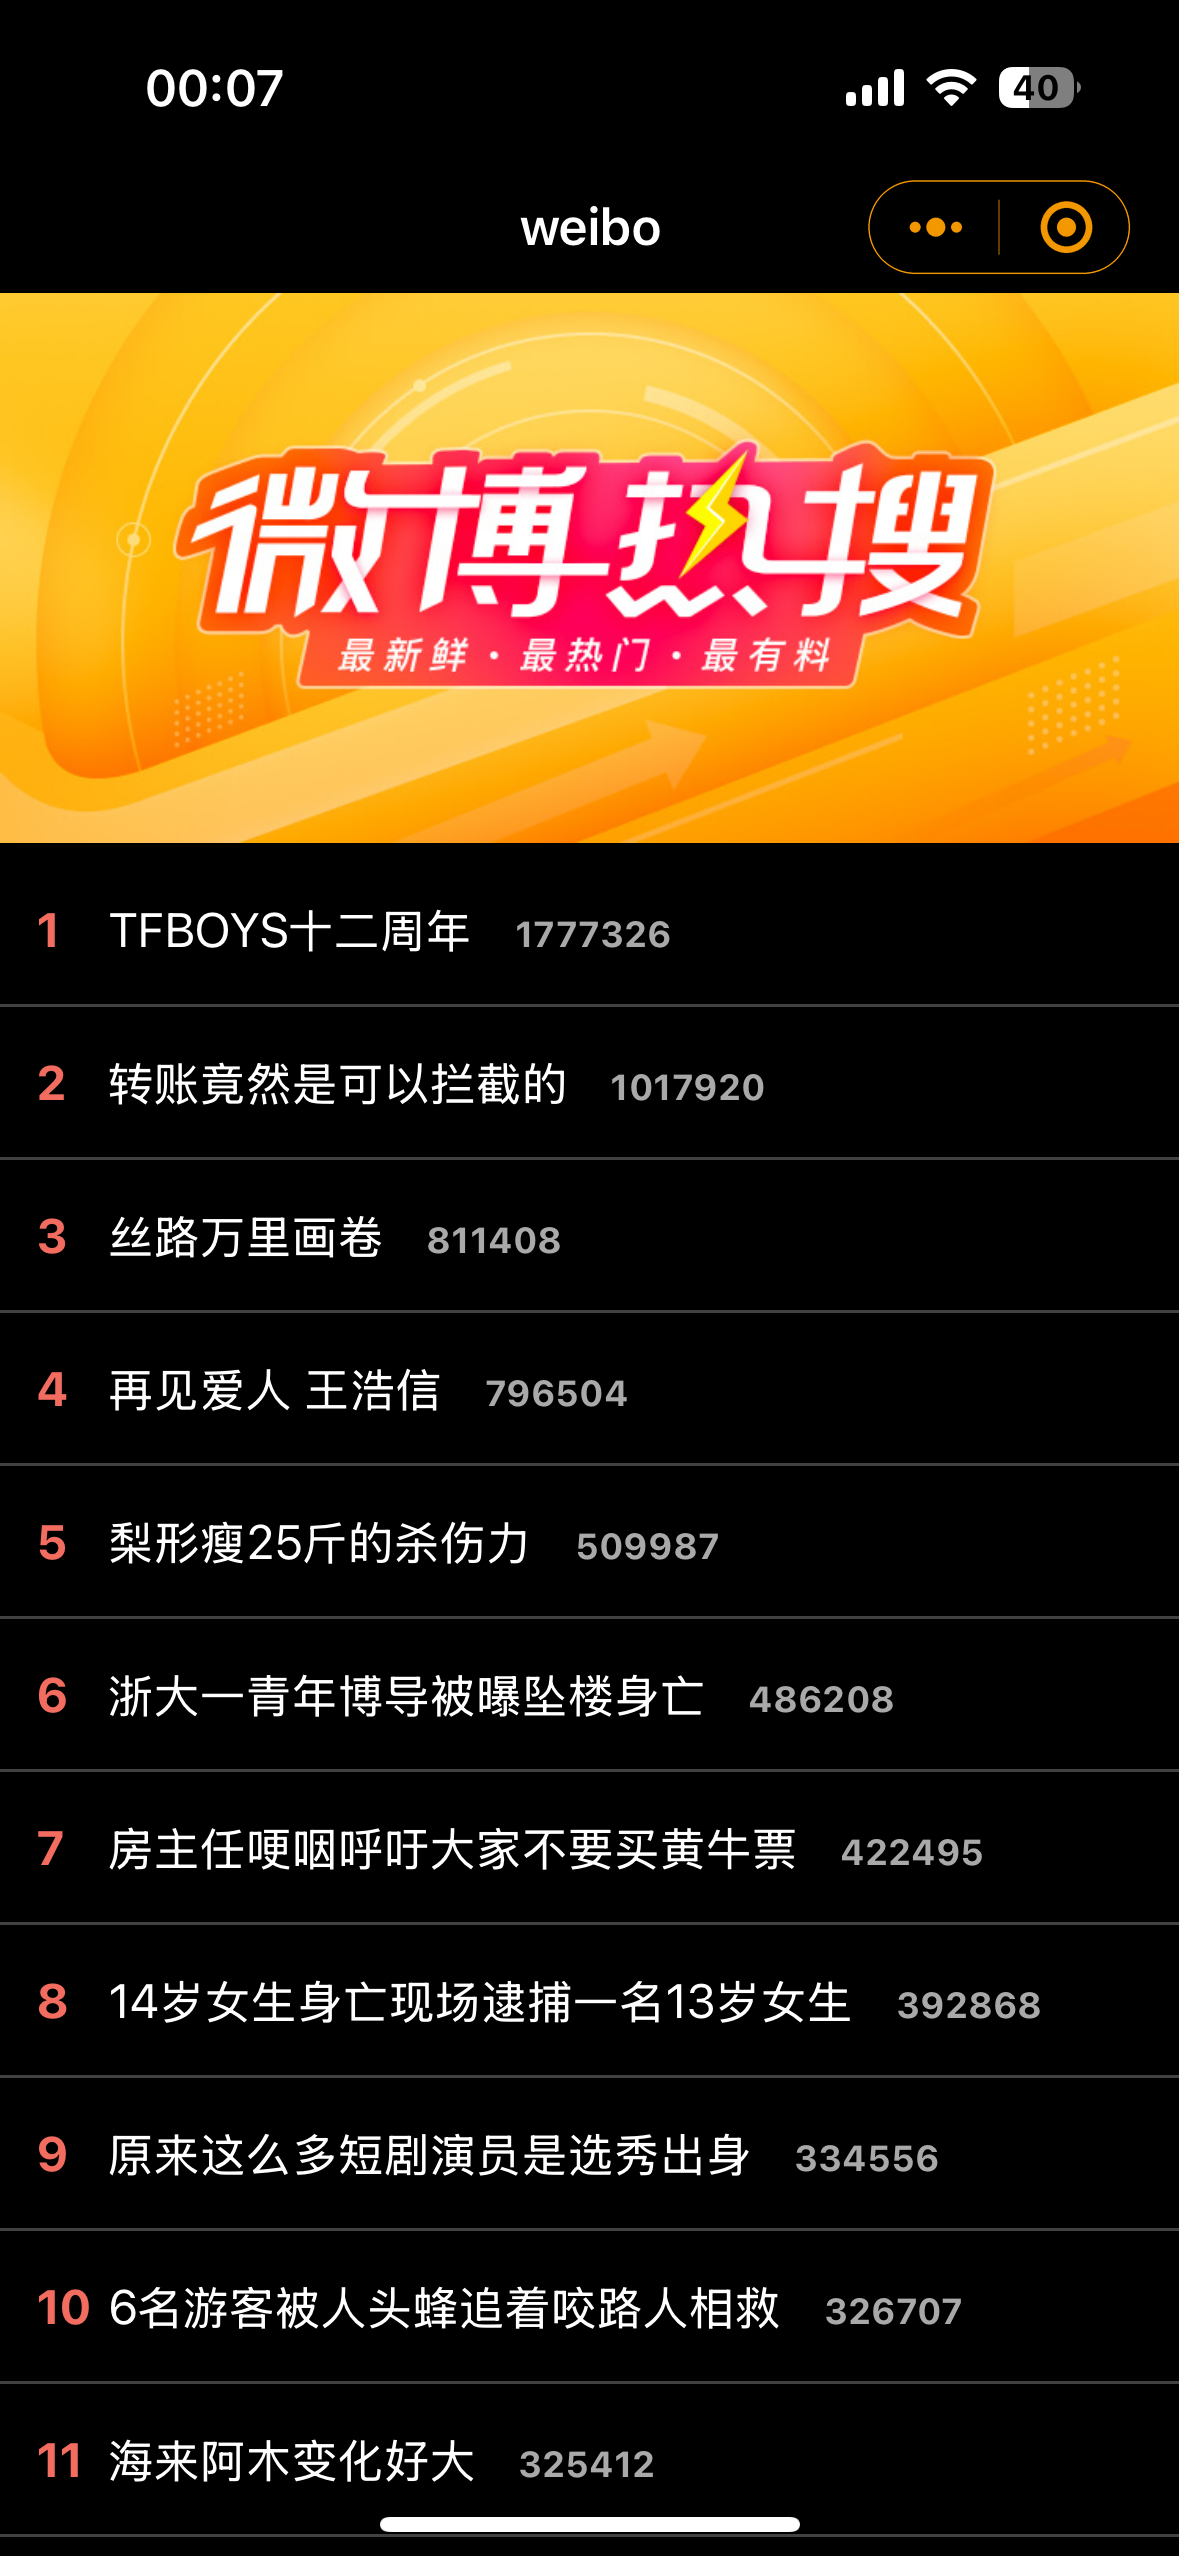 00:07
40
weibo
微博热搜
最新鲜·最热门·最有料
1 TFBOYS十二周年 1777326
2 转账竟然是可以拦截的 1017920
3 丝路万里画卷 811408
4 再见爱人 王浩信 796504
5 梨形瘦25斤的杀伤力 509987
6 浙大一青年博导被曝坠楼身亡 486208
7 房主任哽咽呼吁大家不要买黄牛票 422495
8 14岁女生身亡现场逮捕一名13岁女生 392868
9 原来这么多短剧演员是选秀出身 334556
10 6名游客被人头蜂追着咬路人相救 326707
11 海来阿木变化好大 325412